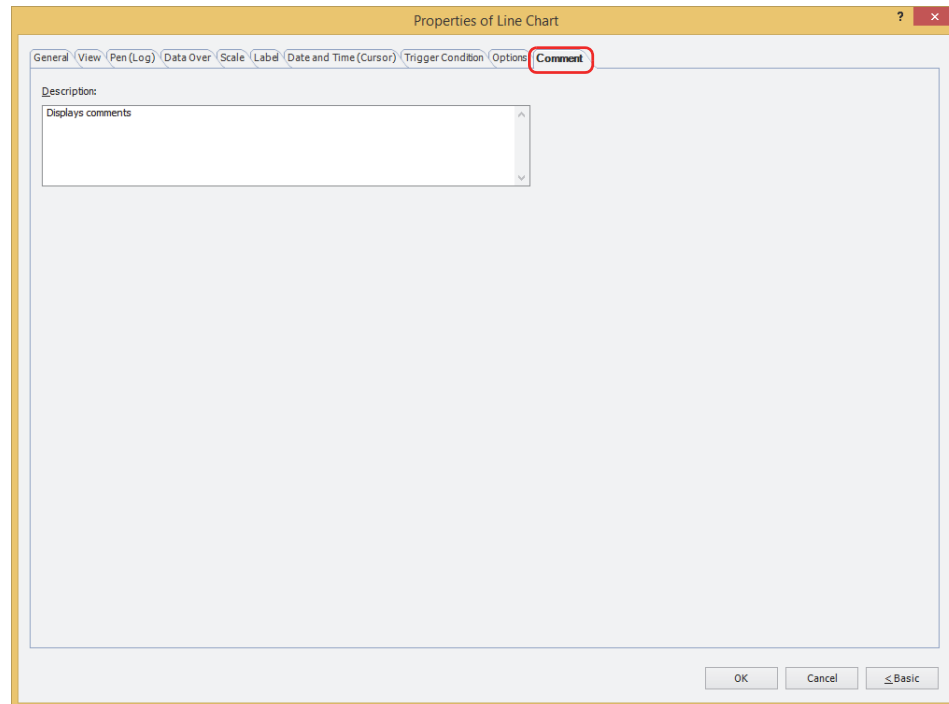 Properties of Line Chart
? ×
General View Pen(Log) Data Over Scale Label Date and Time(Cursor) Trigger Condition Options Comment
Description:
Displays comments
OK Cancel < Basic